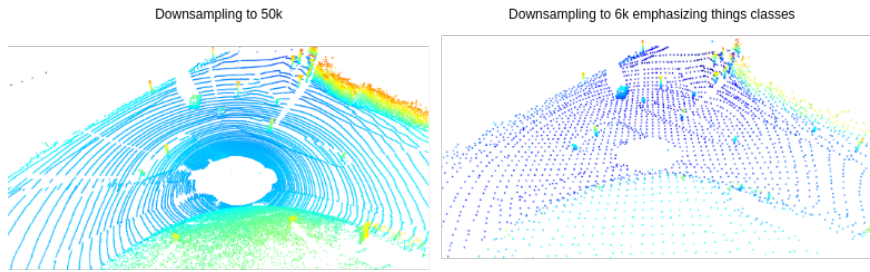 Downsampling to 50k
Downsampling to 6k emphasizing things classes